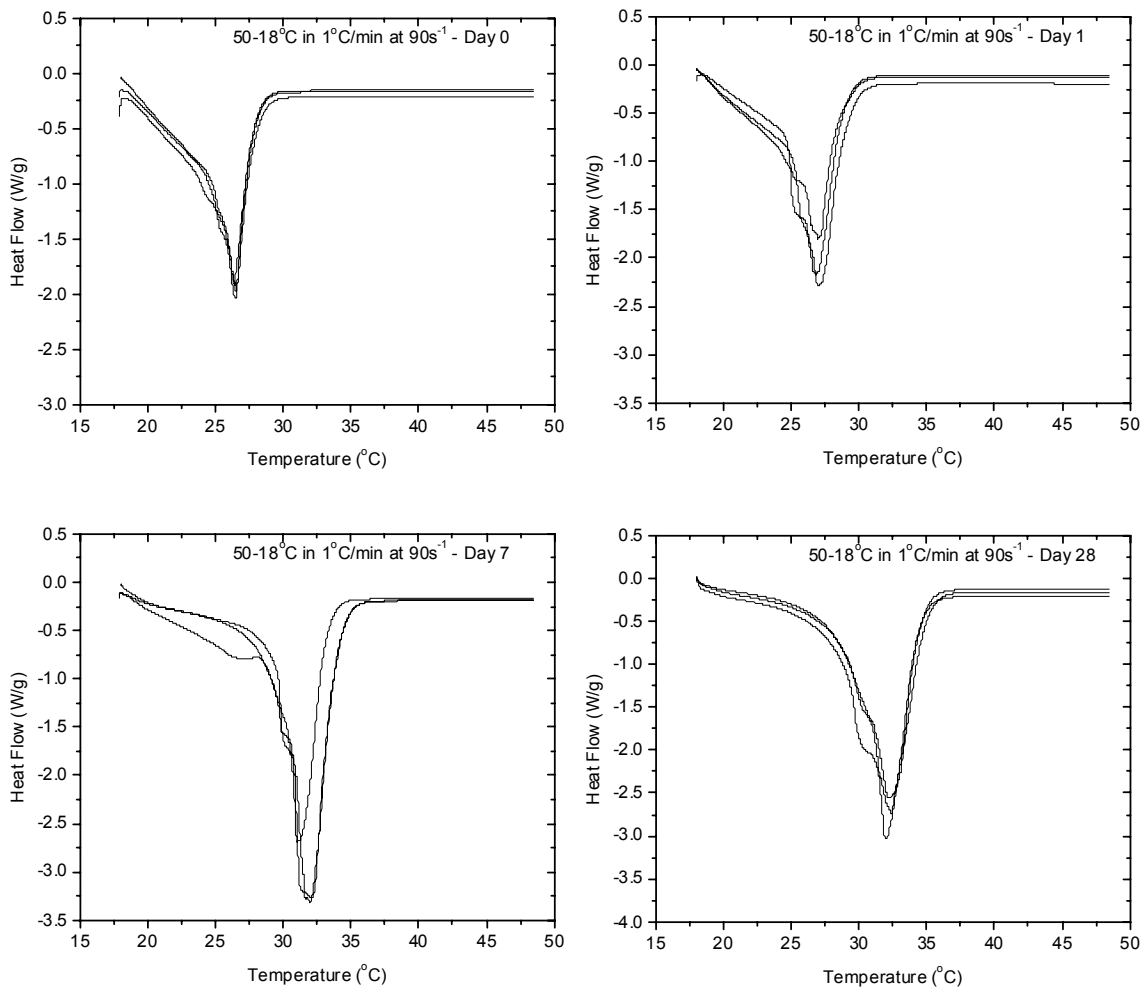 50-18°C in 1°C/min at 90s⁻¹ - Day 0
0.5
0.0
-0.5
-1.0
-1.5
-2.0
-2.5
-3.0
Heat Flow (W/g)
15 20 25 30 35 40 45 50
Temperature (°C)
50-18°C in 1°C/min at 90s⁻¹ - Day 1
0.5
0.0
-0.5
-1.0
-1.5
-2.0
-2.5
-3.0
-3.5
Heat Flow (W/g)
15 20 25 30 35 40 45 50
Temperature (°C)
50-18°C in 1°C/min at 90s⁻¹ - Day 7
0.5
0.0
-0.5
-1.0
-1.5
-2.0
-2.5
-3.0
-3.5
Heat Flow (W/g)
15 20 25 30 35 40 45 50
Temperature (°C)
50-18°C in 1°C/min at 90s⁻¹ - Day 28
0.5
0.0
-0.5
-1.0
-1.5
-2.0
-2.5
-3.0
-3.5
-4.0
Heat Flow (W/g)
15 20 25 30 35 40 45 50
Temperature (°C)